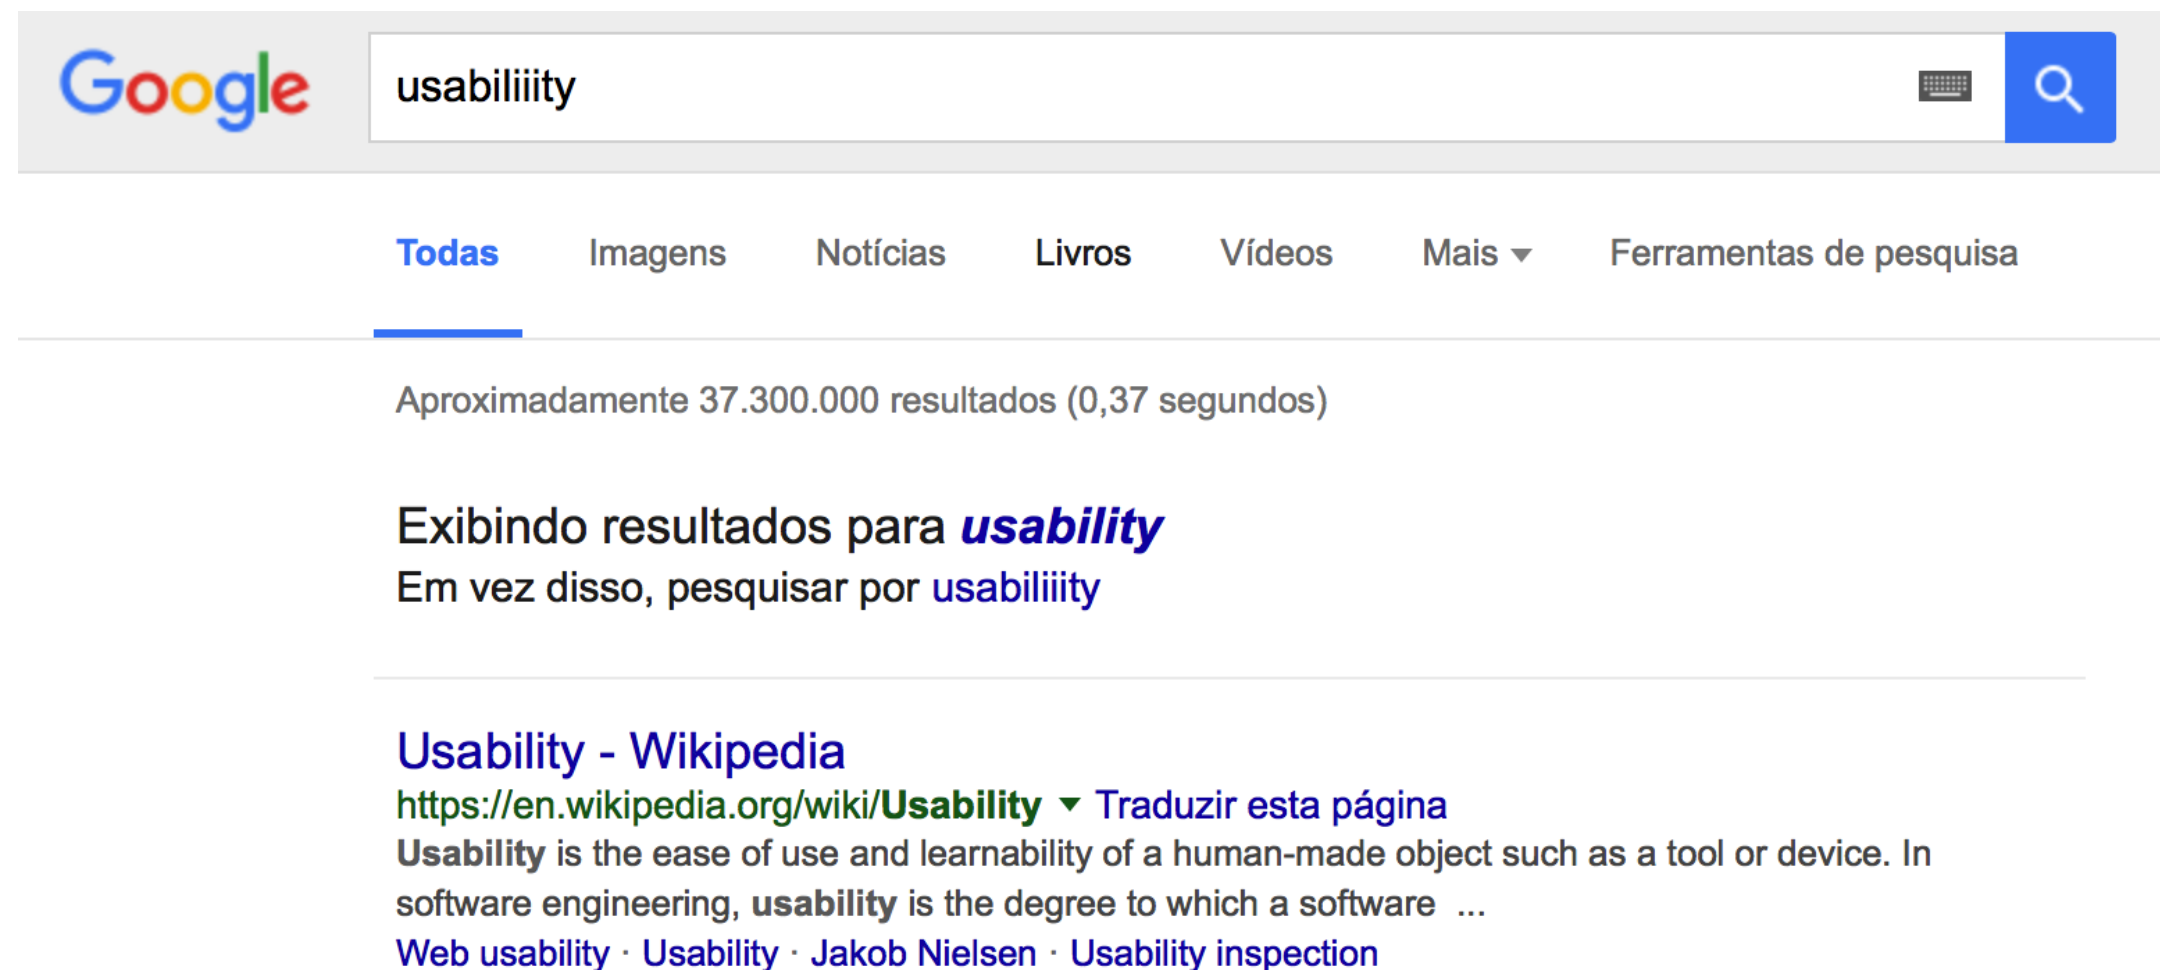 Google usabiliiity
Todas Imagens Notícias Livros Vídeos Mais Ferramentas de pesquisa
Aproximadamente 37.300.000 resultados (0,37 segundos)
Exibindo resultados para usability
Em vez disso, pesquisar por usabiliiity
Usability - Wikipedia
https://en.wikipedia.org/wiki/Usability Traduzir esta página
Usability is the ease of use and learnability of a human-made object such as a tool or device. In
software engineering, usability is the degree to which a software ...
Web usability · Usability · Jakob Nielsen · Usability inspection